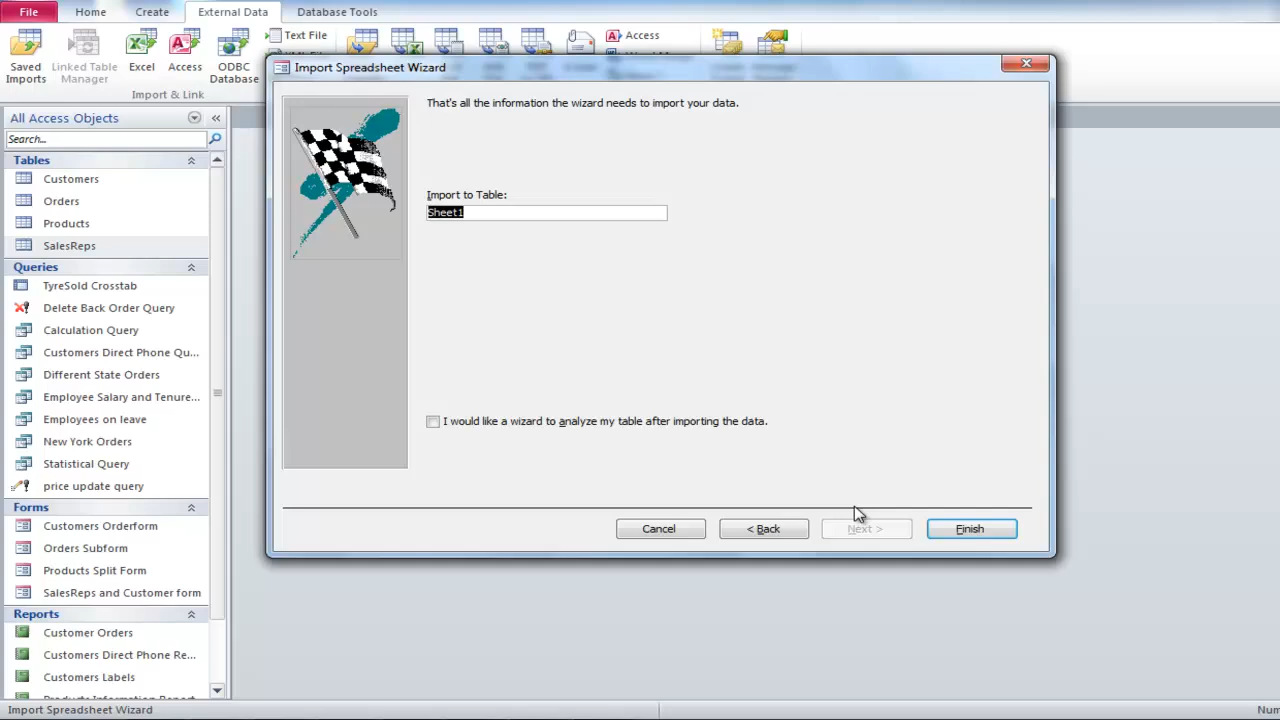 File
Home
Create
External Data
Database Tools
Saved
Imports
Linked Table
Manager
Excel
Access
ODBC
Database
Text File
Access
Import & Link
Import Spreadsheet Wizard
That's all the information the wizard needs to import your data.
Import to Table:
Sheet1
I would like a wizard to analyze my table after importing the data.
Cancel
< Back
Next >
Finish
All Access Objects
Search...
Tables
Customers
Orders
Products
SalesReps
Queries
TyreSold Crosstab
Delete Back Order Query
Calculation Query
Customers Direct Phone Qu...
Different State Orders
Employee Salary and Tenure...
Employees on leave
New York Orders
Statistical Query
price update query
Forms
Customers Orderform
Orders Subform
Products Split Form
SalesReps and Customer form
Reports
Customer Orders
Customers Direct Phone Re...
Customers Labels
Products Information Report
Import Spreadsheet Wizard
Num